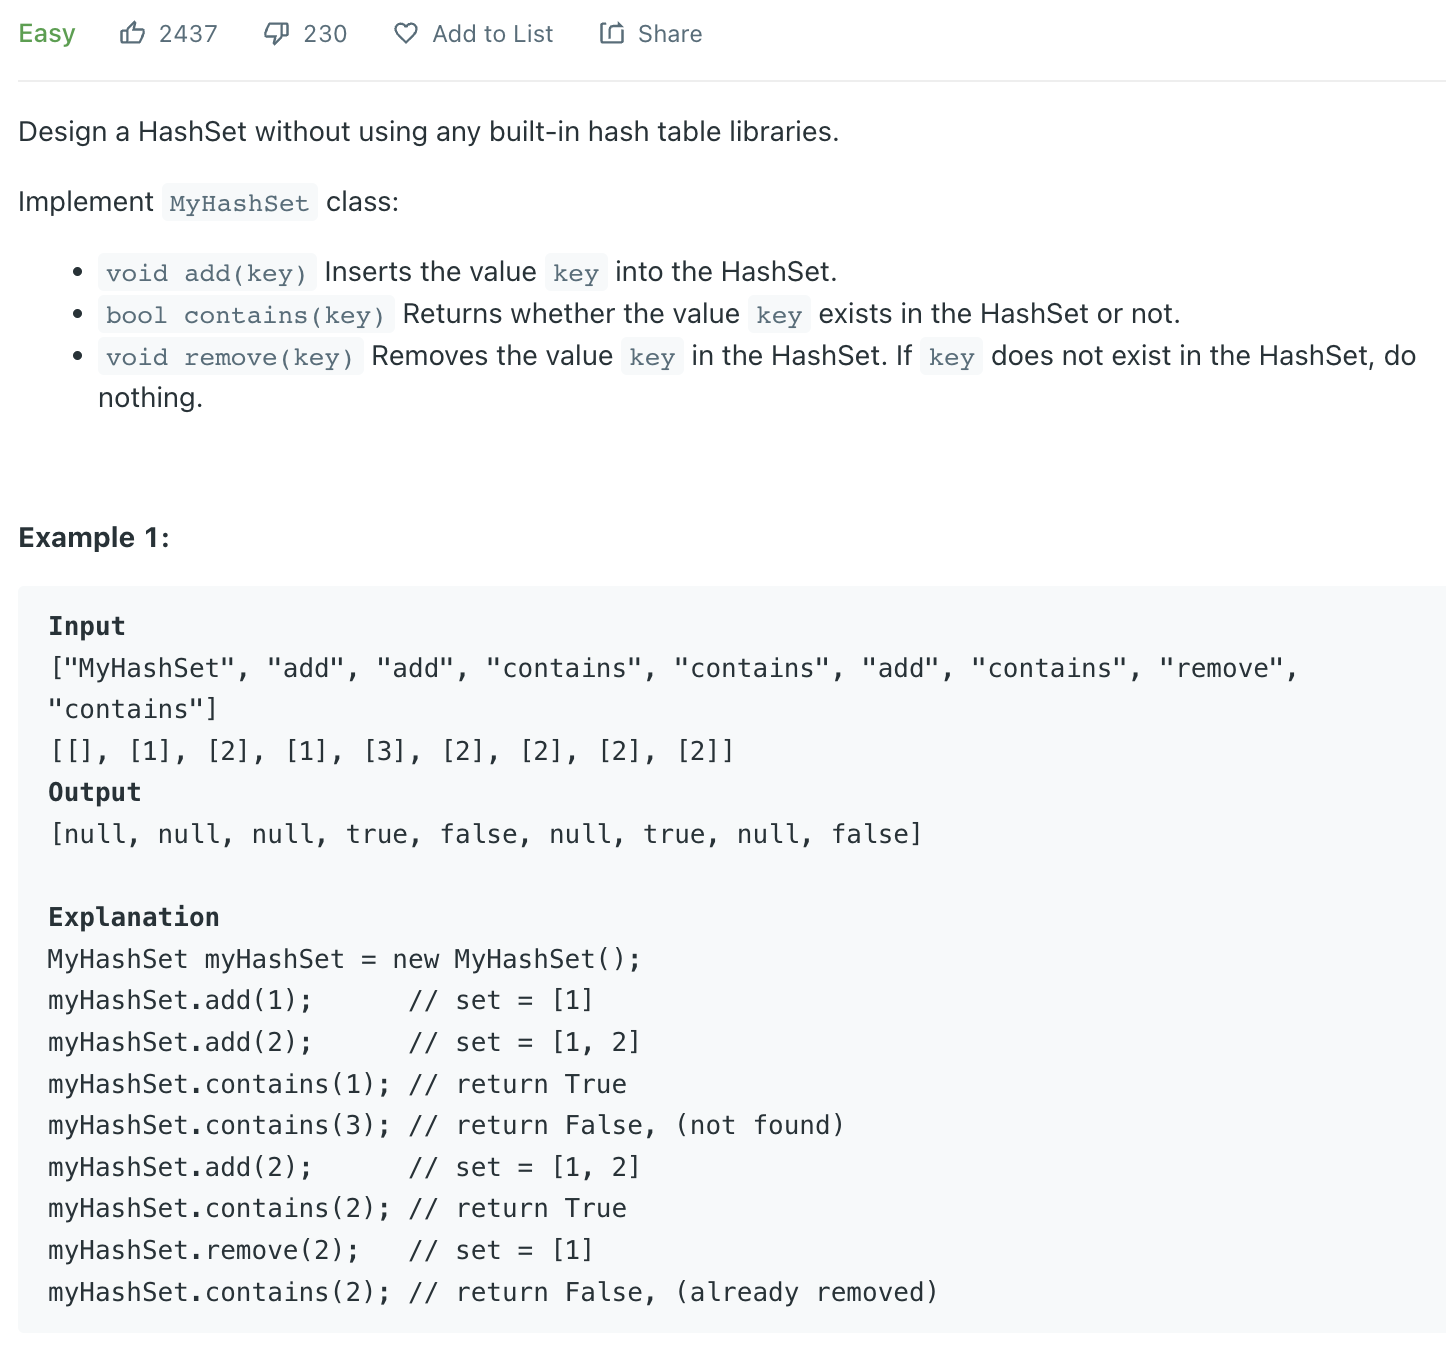 Easy 2437 230 Add to List Share
Design a HashSet without using any built-in hash table libraries.
Implement MyHashSet class:
• void add(key) Inserts the value key into the HashSet.
• bool contains(key) Returns whether the value key exists in the HashSet or not.
• void remove(key) Removes the value key in the HashSet. If key does not exist in the HashSet, do
nothing.
Example 1:
Input
["MyHashSet", "add", "add", "contains", "contains", "add", "contains", "remove",
"contains"]
[[], [1], [2], [1], [3], [2], [2], [2], [2]]
Output
[null, null, null, true, false, null, true, null, false]
Explanation
MyHashSet myHashSet = new MyHashSet();
myHashSet.add(1);      // set = [1]
myHashSet.add(2);      // set = [1, 2]
myHashSet.contains(1); // return True
myHashSet.contains(3); // return False, (not found)
myHashSet.add(2);      // set = [1, 2]
myHashSet.contains(2); // return True
myHashSet.remove(2);   // set = [1]
myHashSet.contains(2); // return False, (already removed)